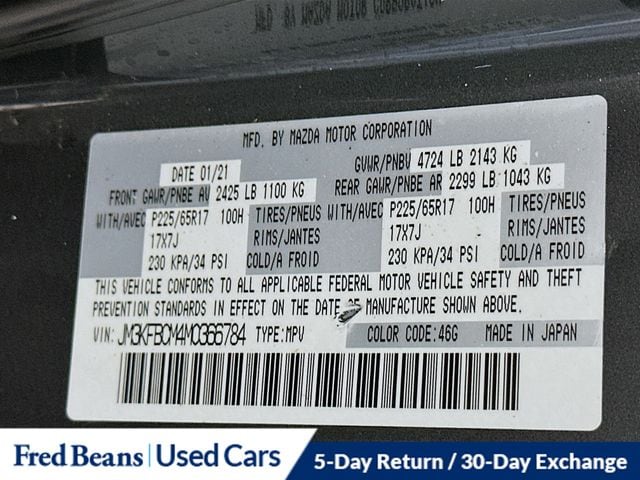 MFD. BY MAZDA MOTOR CORPORATION
DATE 01/21 GVWR/PNBV 4724 LB 2143 KG
FRONT GAWR/PNBE AV 2425 LB 1100 KG REAR GAWR/PNBE AR 2299 LB 1043 KG
WITH/AVEC P225/65R17 100H TIRES/PNEUS WITH/AVEC P225/65R17 100H TIRES/PNEUS
17X7J RIMS/JANTES 17X7J RIMS/JANTES
230 KPA/34 PSI COLD/A FROID 230 KPA/34 PSI COLD/A FROID
THIS VEHICLE CONFORMS TO ALL APPLICABLE FEDERAL MOTOR VEHICLE SAFETY AND THEFT
PREVENTION STANDARDS IN EFFECT ON THE DATE OF MANUFACTURE SHOWN ABOVE.
VIN: JM3KFBCM4M0366784 TYPE:MPV COLOR CODE:46G MADE IN JAPAN
Fred Beans Used Cars 5-Day Return / 30-Day Exchange